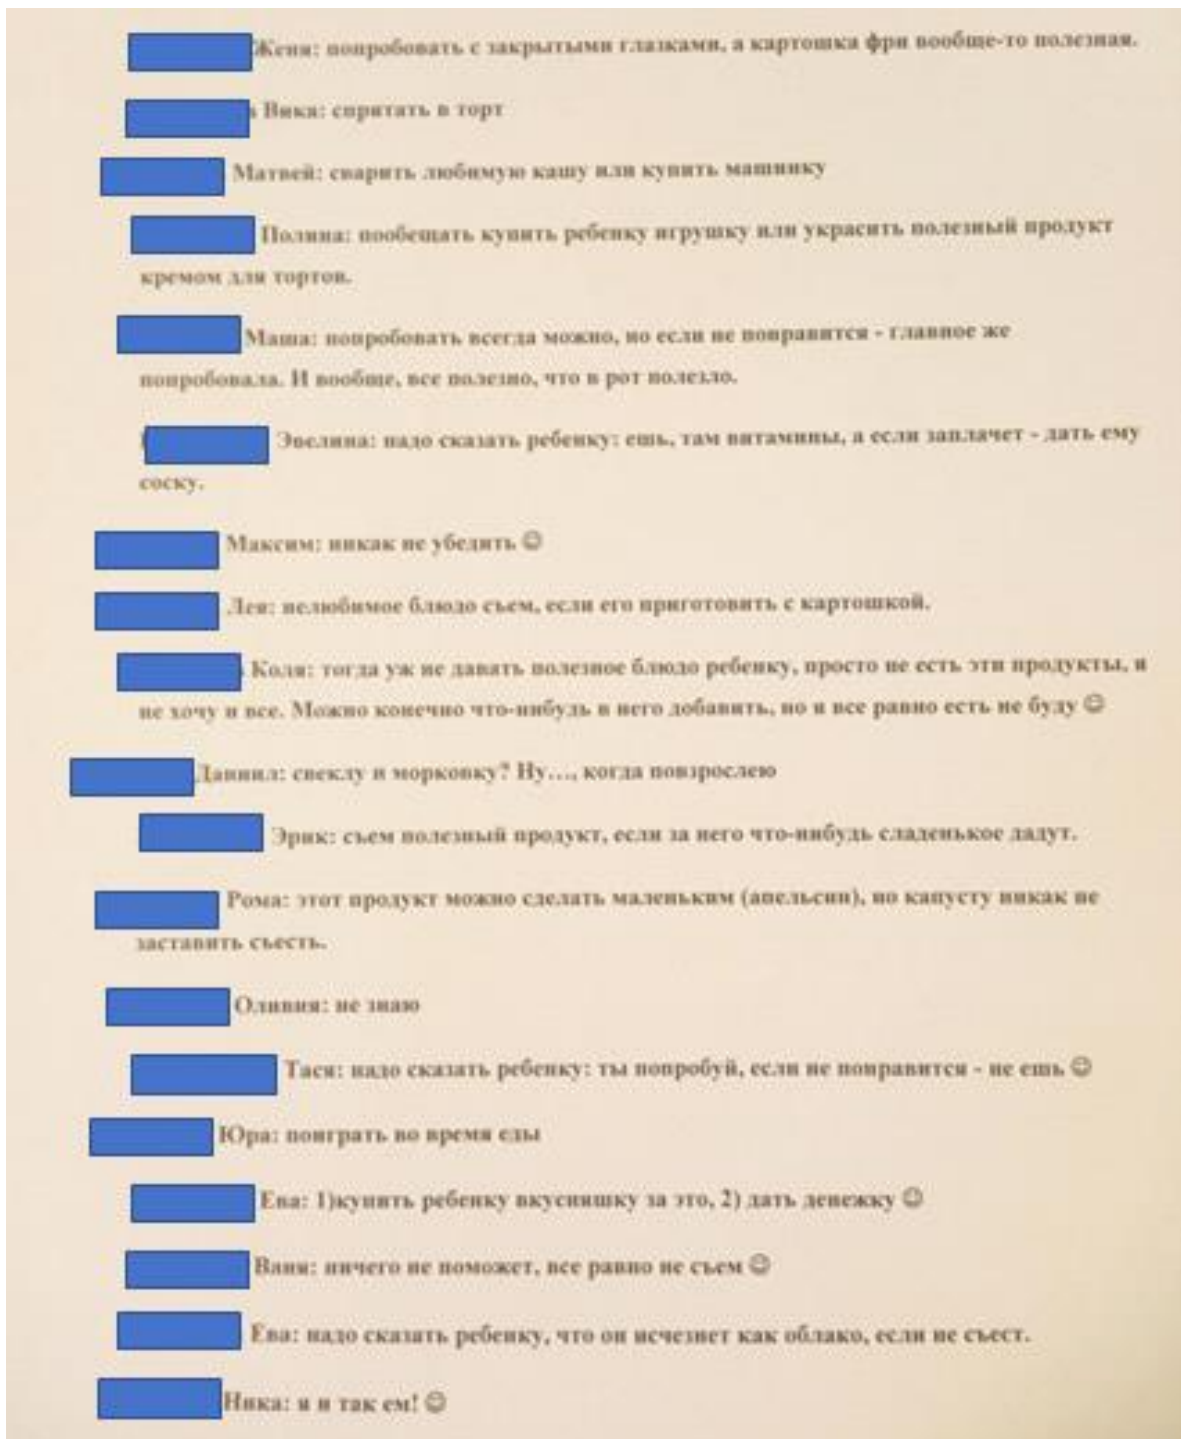 Женя: попробовать с закрытыми глазками, а картошка фри вообще-то полезная.
Вика: спрятать в торт
Матвей: сварить любимую кашу или купить машинку
Полина: пообещать купить ребенку игрушку или украсить полезный продукт
кремом для тортов.
Маша: попробовать всегда можно, но если не понравится - главное же
попробовала. И вообще, все полезно, что в рот полезло.
Эвелина: надо сказать ребенку: ешь, там витамины, а если заплачет - дать ему
соску.
Максим: никак не убедить ☺
Лея: нелюбимое блюдо съем, если его приготовить с картошкой.
Коля: тогда уж не давать полезное блюдо ребенку, просто не есть эти продукты, я
не хочу и все. Можно конечно что-нибудь в него добавить, но я все равно есть не буду ☺
Даниил: свеклу и морковку? Ну…, когда повзрослею
Эрик: съем полезный продукт, если за него что-нибудь сладенькое дадут.
Рома: этот продукт можно сделать маленьким (апельсин), но капусту никак не
заставить съесть.
Оливия: не знаю
Тася: надо сказать ребенку: ты попробуй, если не понравится - не ешь ☺
Юра: поиграть во время еды
Ева: 1)купить ребенку вкусняшку за это, 2) дать денежку ☺
Ваня: ничего не поможет, все равно не съем ☺
Ева: надо сказать ребенку, что он исчезнет как облако, если не съест.
Ника: я и так ем! ☺